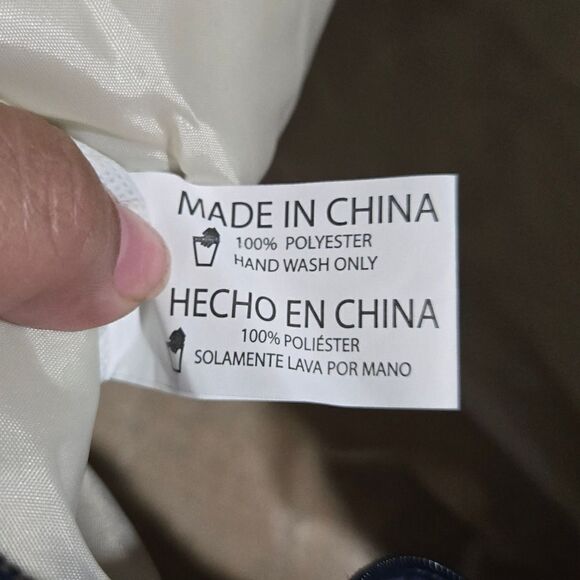 MADE IN CHINA
100% POLYESTER
HAND WASH ONLY
HECHO EN CHINA
100% POLIÉSTER
SOLAMENTE LAVA POR MANO